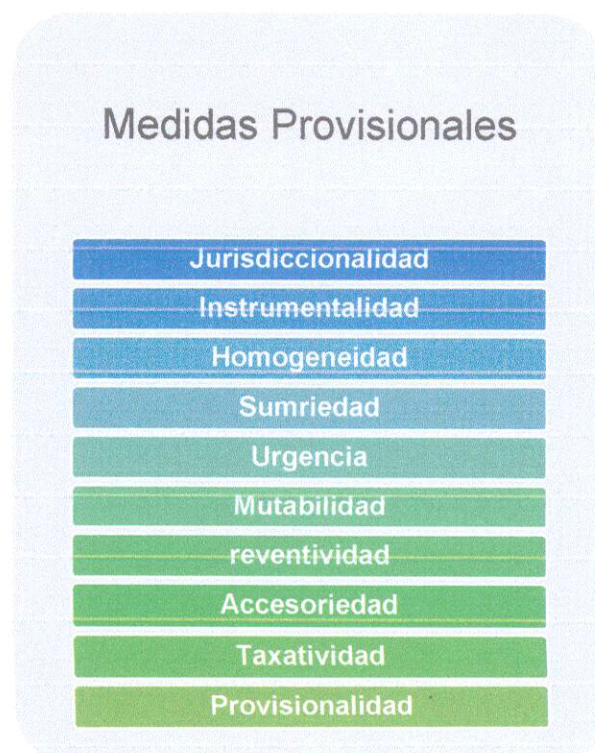 Medidas Provisionales
Jurisdiccionalidad
Instrumentalidad
Homogeneidad
Sumriedad
Urgencia
Mutabilidad
reventividad
Accesoriedad
Taxatividad
Provisionalidad